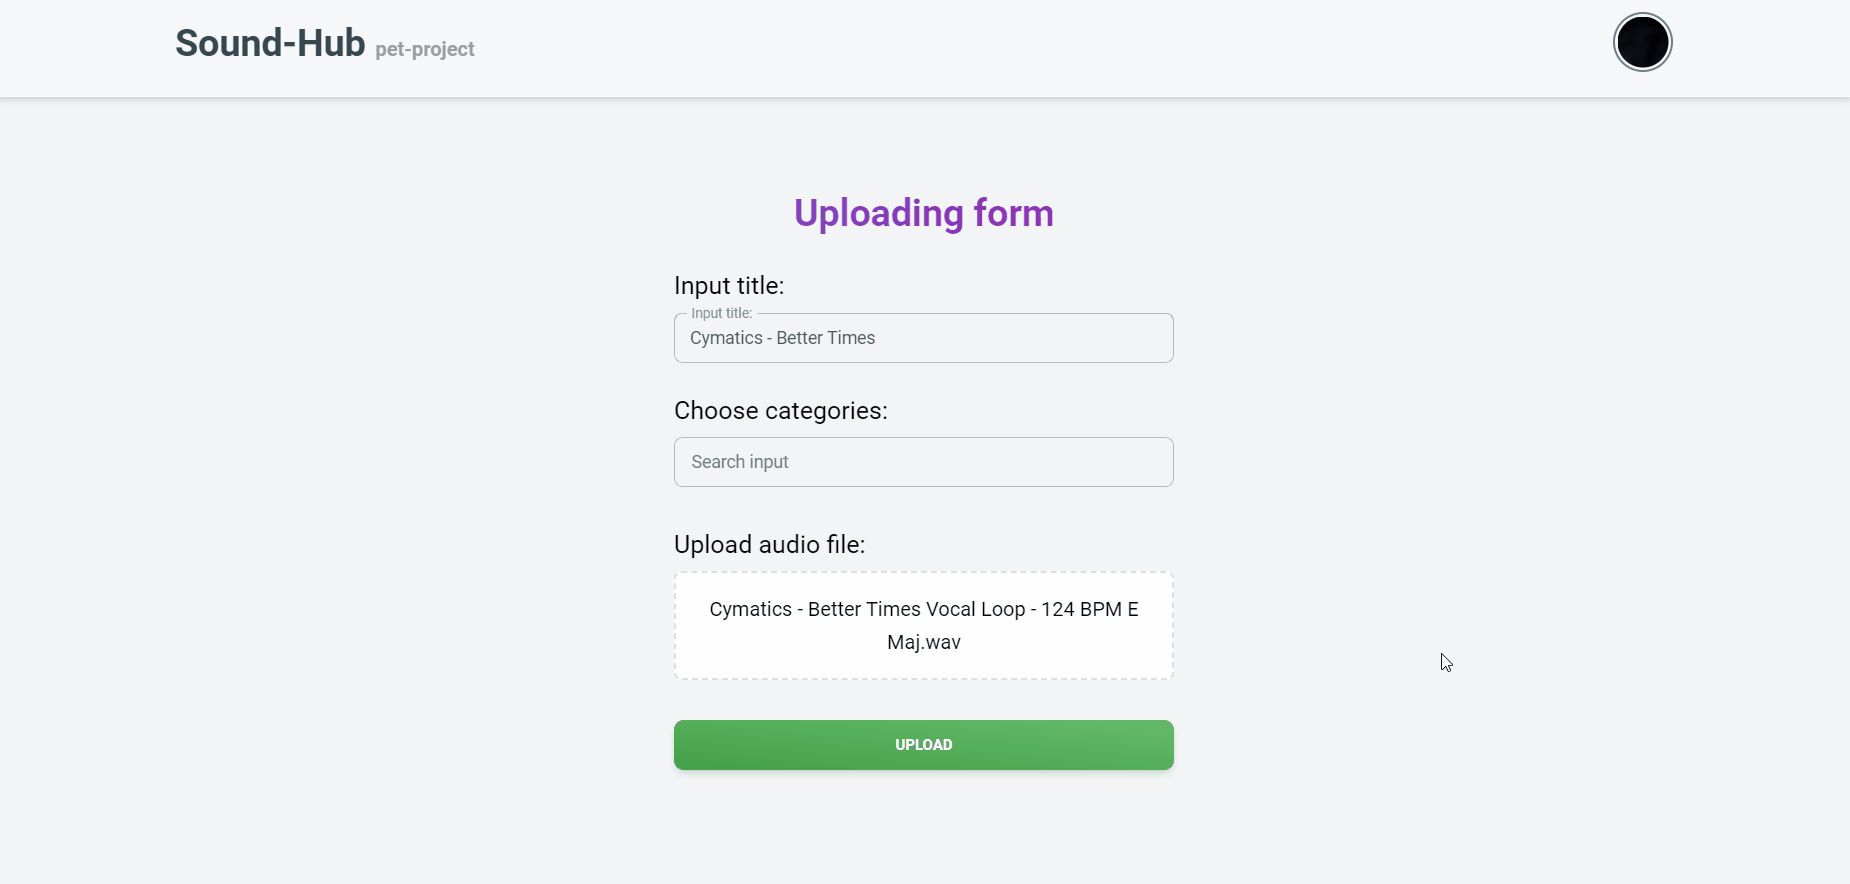 Sound-Hub pet-project
Uploading form
Input title:
Input title:
Cymatics - Better Times
Choose categories:
Search input
Upload audio file:
Cymatics - Better Times Vocal Loop - 124 BPM E
Maj.wav
UPLOAD